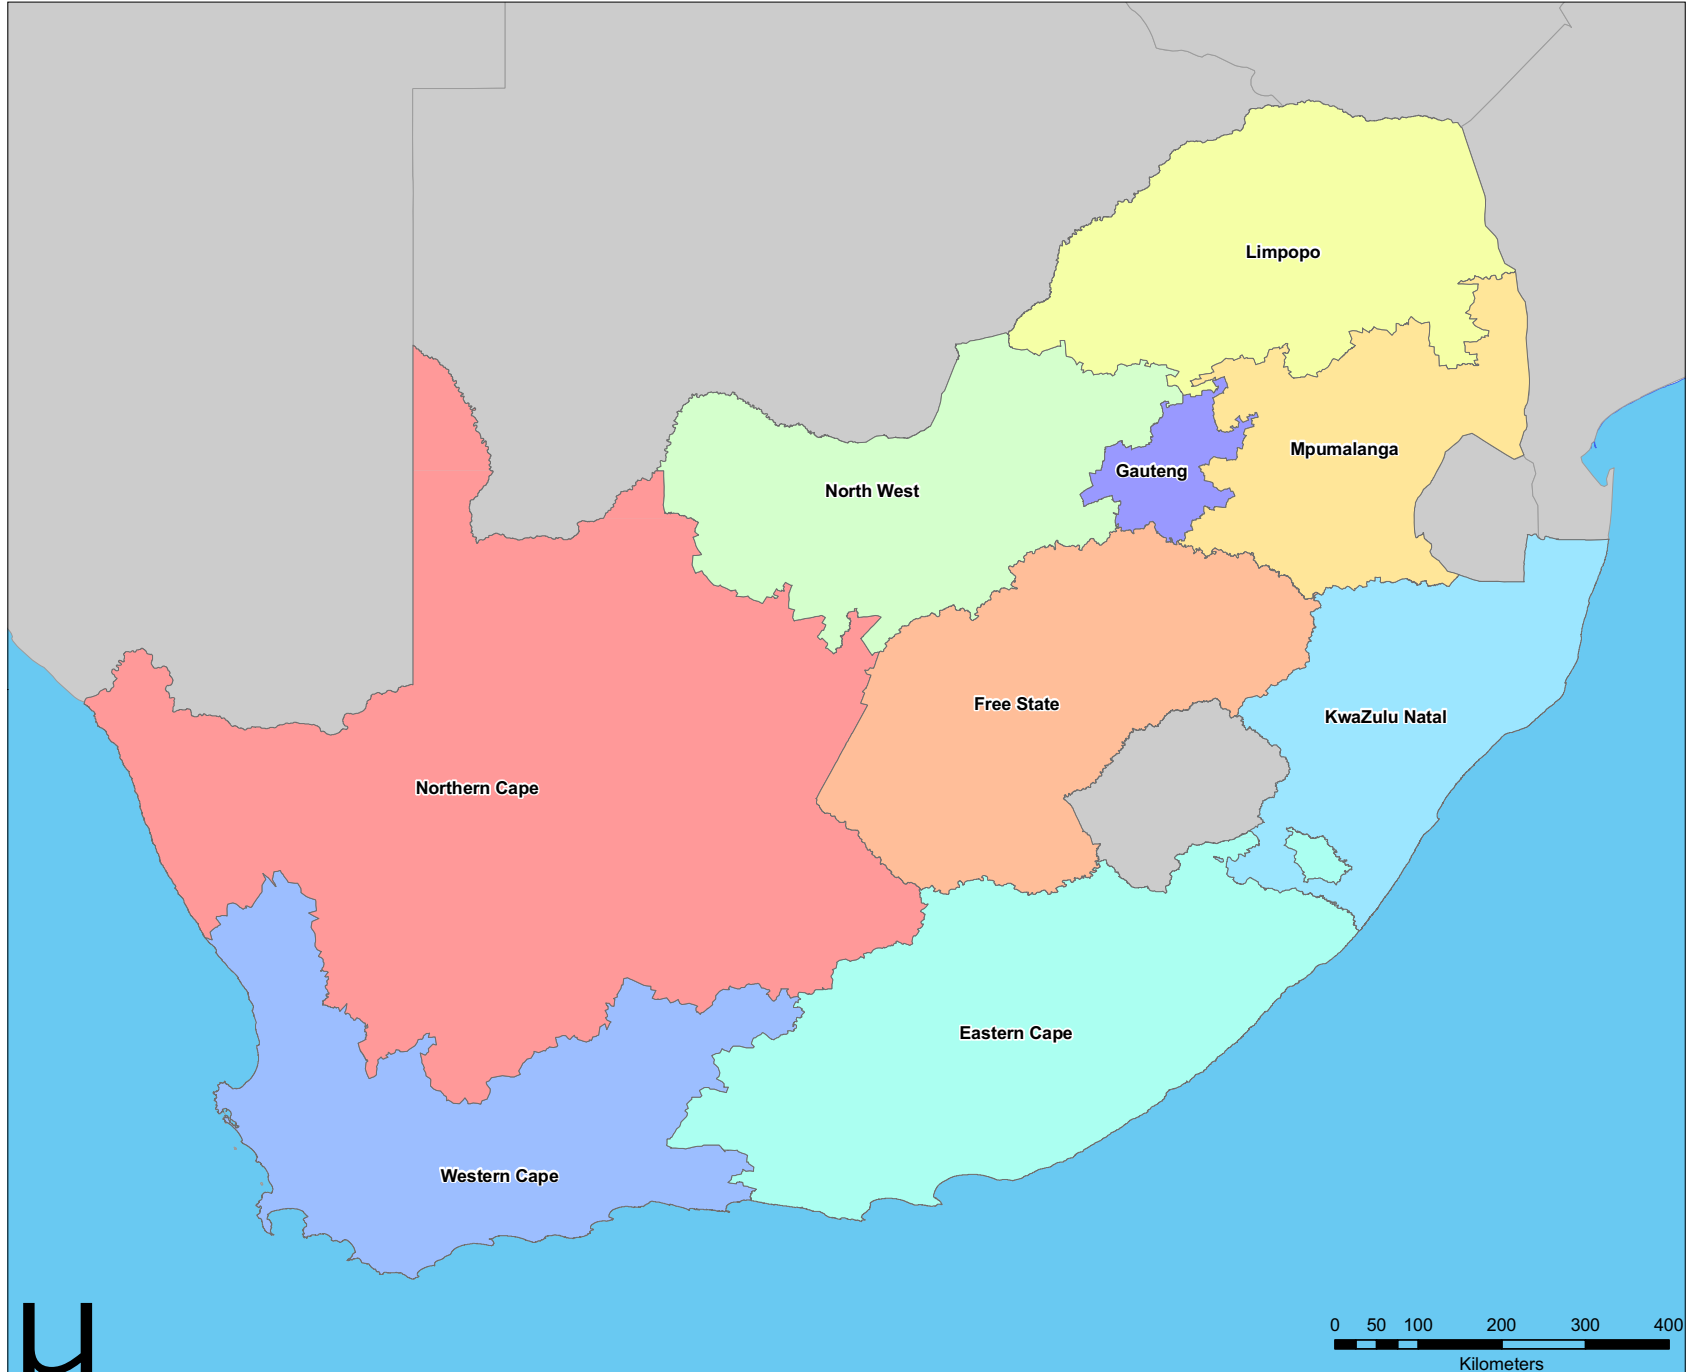 Limpopo
Mpumalanga
Gauteng
North West
Free State
KwaZulu Natal
Northern Cape
Eastern Cape
Western Cape
µ
0 50 100 200 300 400
Kilometers